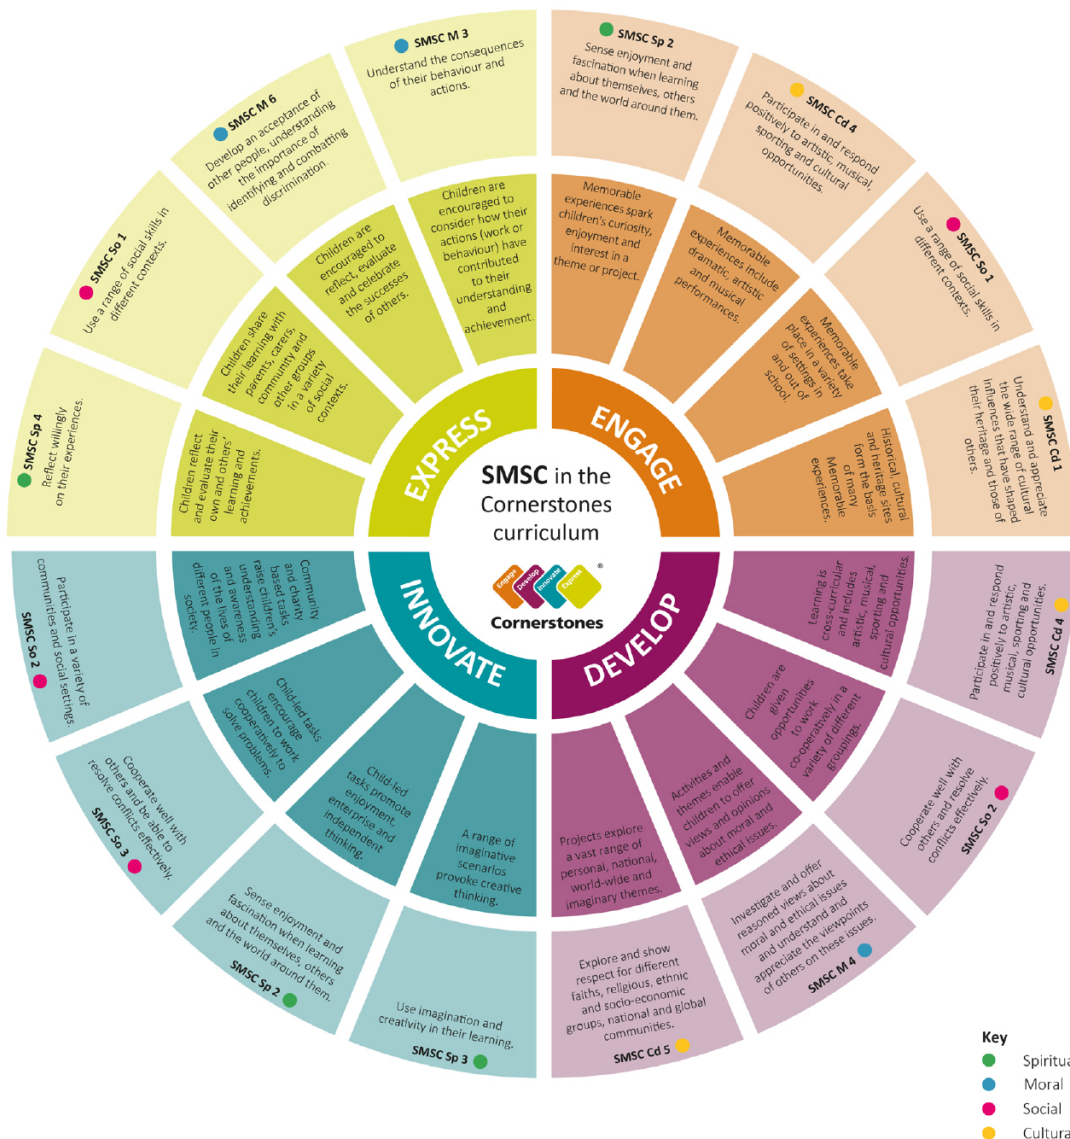 SMSC in the
Cornerstones
curriculum
Engage
Develop
Innovate
Express
®
Cornerstones
ENGAGE
SMSC Sp 2
Sense enjoyment and
fascination when learning
about themselves, others
and the world around them.
Memorable
experiences spark
children's curiosity,
enjoyment and
interest in a
theme or project.
SMSC Cd 4
Participate in and respond
positively to artistic, musical,
sporting and cultural
opportunities.
Memorable
experiences include
dramatic, artistic
and musical
performances.
SMSC So 1
Use a range of social skills in
different contexts.
Memorable
experiences take
place in a variety
of settings in
and out of
school.
SMSC Cd 1
Understand and appreciate
the wide range of cultural
influences that have shaped
their heritage and those of
others.
Historical, cultural
and heritage sites
form the basis
of many
Memorable
experiences.
DEVELOP
Learning is
cross-curricular
and includes
artistic, musical,
sporting and
cultural opportunities.
Participate in and respond
positively to artistic,
musical, sporting and
cultural opportunities.
SMSC Cd 4
Children are
given
opportunities
to work
co-operatively in a
variety of different
groupings.
Cooperate well with
others and resolve
conflicts effectively.
SMSC So 2
Activities and
themes enable
children to offer
views and opinions
about moral and
ethical issues.
Investigate and offer
reasoned views about
moral and ethical issues
and understand and
appreciate the viewpoints
of others on these issues.
SMSC M 4
Projects explore
a vast range of
personal, national,
world-wide and
imaginary themes.
Explore and show
respect for different
faiths, religious, ethnic
and socio-economic
groups, national and global
communities.
SMSC Cd 5
INNOVATE
A range of
imaginative
scenarios
provoke creative
thinking.
Use imagination and
creativity in their learning.
SMSC Sp 3
Child-led
tasks promote
enjoyment,
enterprise and
independent
thinking.
Sense enjoyment and
fascination when learning
about themselves, others
and the world around them.
SMSC Sp 2
Child-led tasks
encourage
children to work
cooperatively to
solve problems.
Cooperate well with
others and be able to
resolve conflicts effectively.
SMSC So 3
Community
and charity
based tasks
raise children's
understanding
and awareness
of the lives of
different people in
society.
Participate in a variety of
communities and social settings.
SMSC So 2
EXPRESS
SMSC Sp 4
Reflect willingly
on their experiences.
Children reflect
and evaluate their
own and others'
learning and
achievements.
SMSC So 1
Use a range of social skills in
different contexts.
Children share
their learning with
parents, carers,
community and
other groups
in a variety
of social
contexts.
SMSC M 6
Develop an acceptance of
other people, understanding
the importance of
identifying and combatting
discrimination.
Children are
encouraged to
reflect, evaluate
and celebrate
the successes
of others.
SMSC M 3
Understand the consequences
of their behaviour and
actions.
Children are
encouraged to
consider how their
actions (work or
behaviour) have
contributed
to their
understanding
and
achievement.
Key
Spiritua
Moral
Social
Cultura